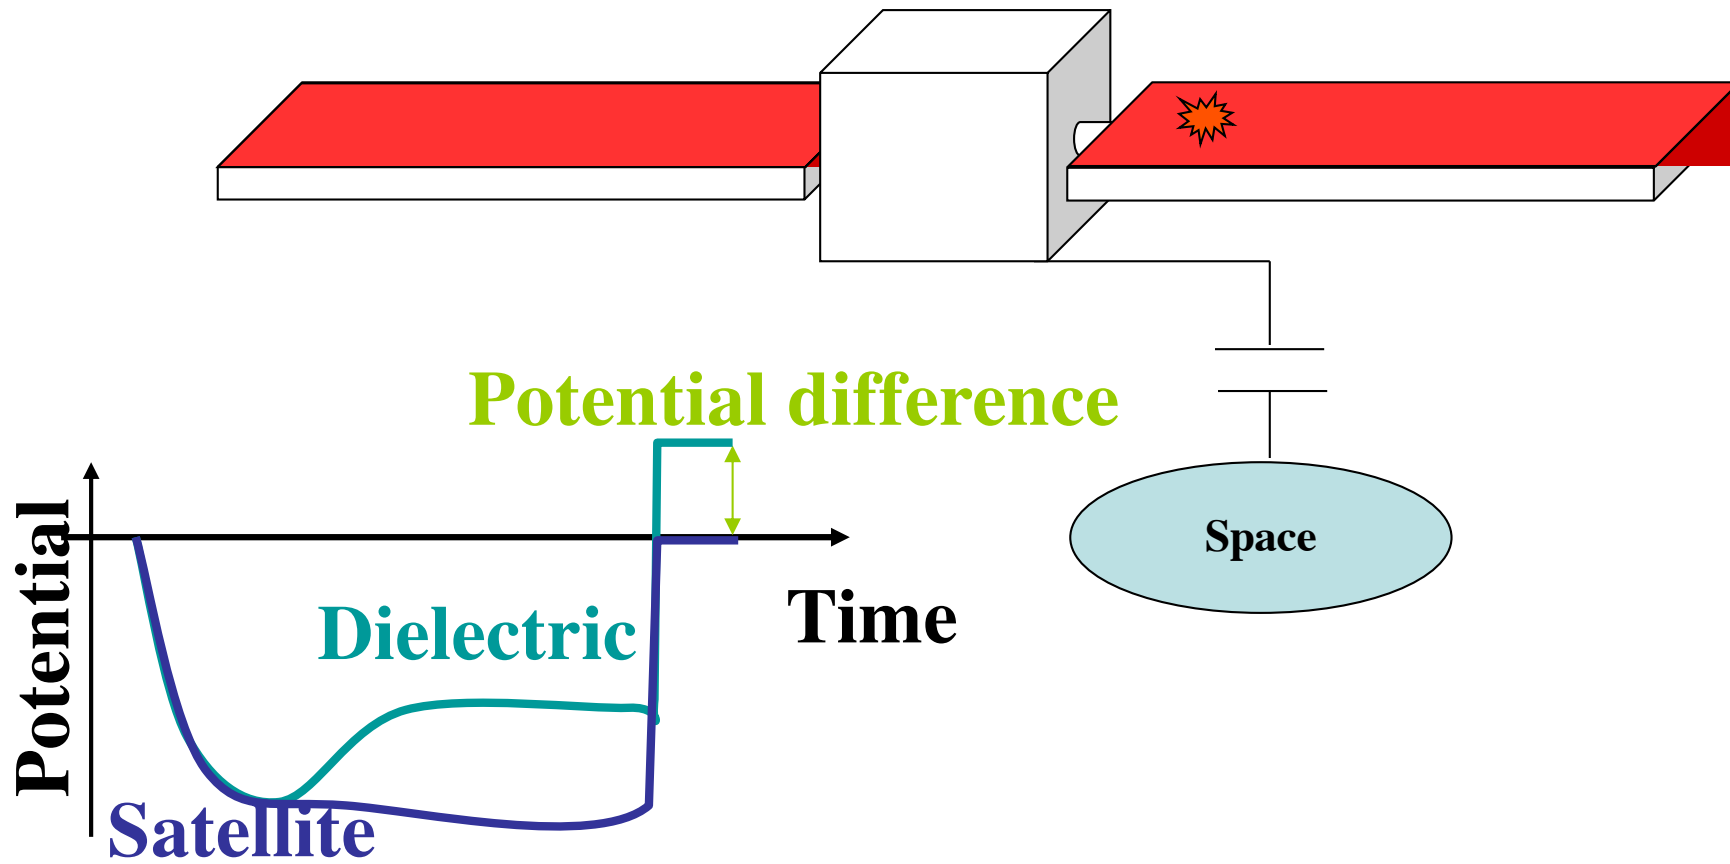 Potential difference
Potential
Space
Dielectric
Time
Satellite